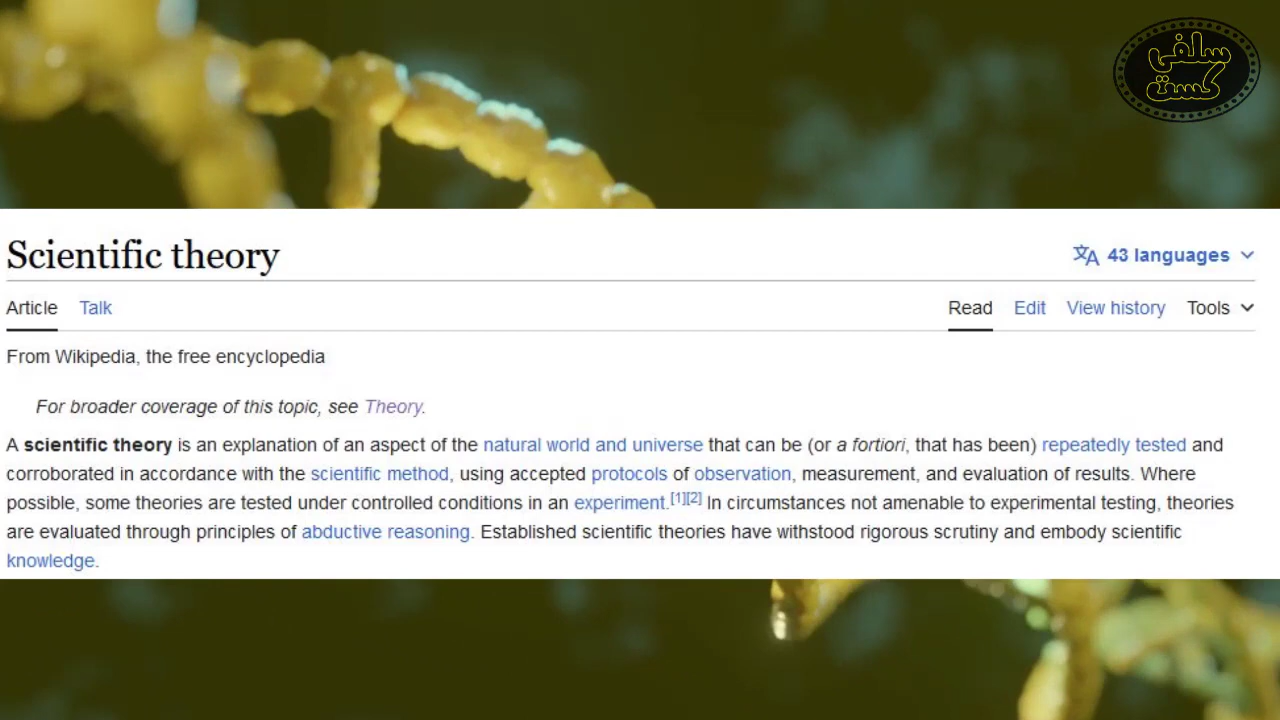 سلفی
کست
Scientific theory
43 languages
Article Talk
Read Edit View history Tools
From Wikipedia, the free encyclopedia
For broader coverage of this topic, see Theory.
A scientific theory is an explanation of an aspect of the natural world and universe that can be (or a fortiori, that has been) repeatedly tested and
corroborated in accordance with the scientific method, using accepted protocols of observation, measurement, and evaluation of results. Where
possible, some theories are tested under controlled conditions in an experiment.[1][2] In circumstances not amenable to experimental testing, theories
are evaluated through principles of abductive reasoning. Established scientific theories have withstood rigorous scrutiny and embody scientific
knowledge.